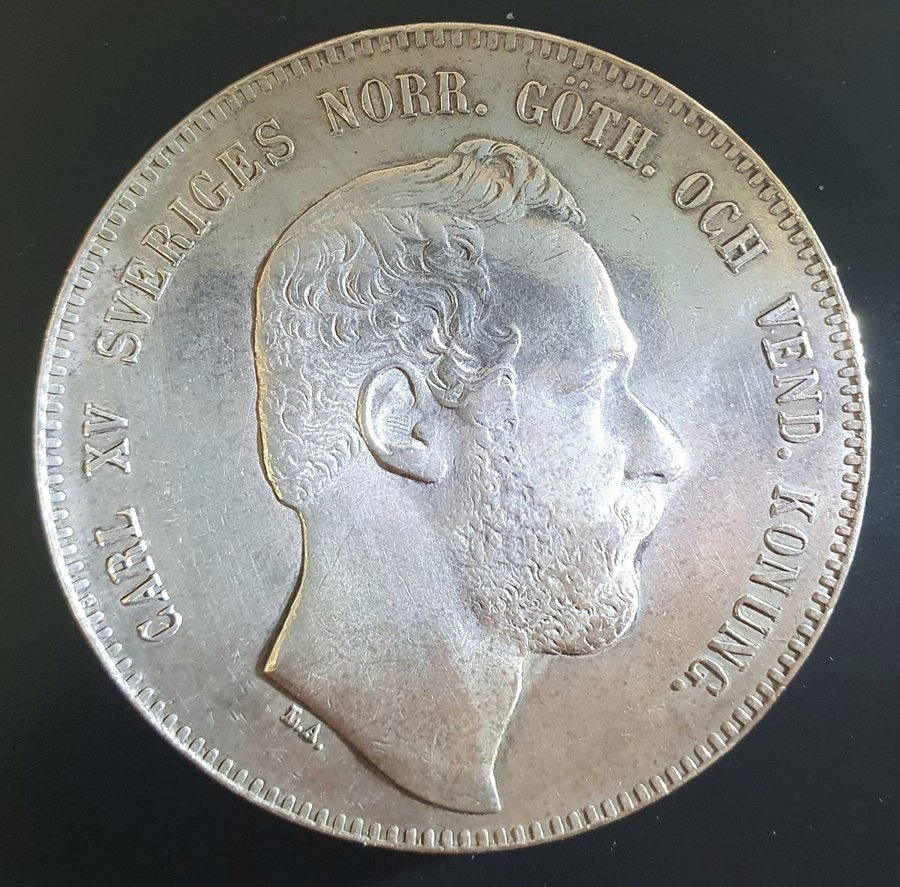 CARL XV SVERIGES NORR. GÖTH. OCH VEND. KONUNG.
L.A.